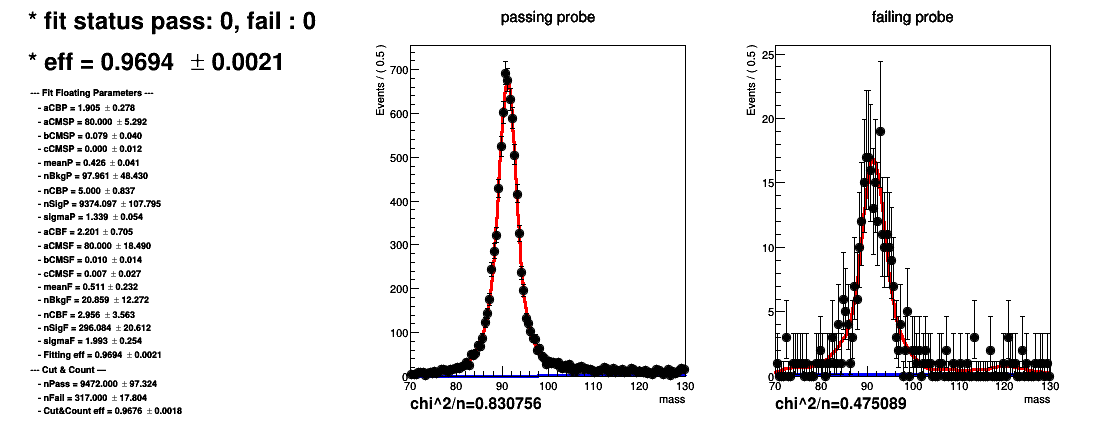 * fit status pass: 0, fail : 0
* eff = 0.9694 ± 0.0021
--- Fit Floating Parameters ---
- aCBP = 1.905 ± 0.278
- aCMSP = 80.000 ± 5.292
- bCMSP = 0.079 ± 0.040
- cCMSP = 0.000 ± 0.012
- meanP = 0.426 ± 0.041
- nBkgP = 97.961 ± 48.430
- nCBP = 5.000 ± 0.837
- nSigP = 9374.097 ± 107.795
- sigmaP = 1.339 ± 0.054
- aCBF = 2.201 ± 0.705
- aCMSF = 80.000 ± 18.490
- bCMSF = 0.010 ± 0.014
- cCMSF = 0.007 ± 0.027
- meanF = 0.511 ± 0.232
- nBkgF = 20.859 ± 12.272
- nCBF = 2.956 ± 3.563
- nSigF = 296.084 ± 20.612
- sigmaF = 1.993 ± 0.254
- Fitting eff = 0.9694 ± 0.0021
--- Cut & Count ---
- nPass = 9472.000 ± 97.324
- nFail = 317.000 ± 17.804
- Cut&Count eff = 0.9676 ± 0.0018
passing probe
Events / ( 0.5 )
700
600
500
400
300
200
100
0
70 80 90 100 110 120 130
mass
chi^2/n=0.830756
failing probe
Events / ( 0.5 )
25
20
15
10
5
0
70 80 90 100 110 120 130
mass
chi^2/n=0.475089